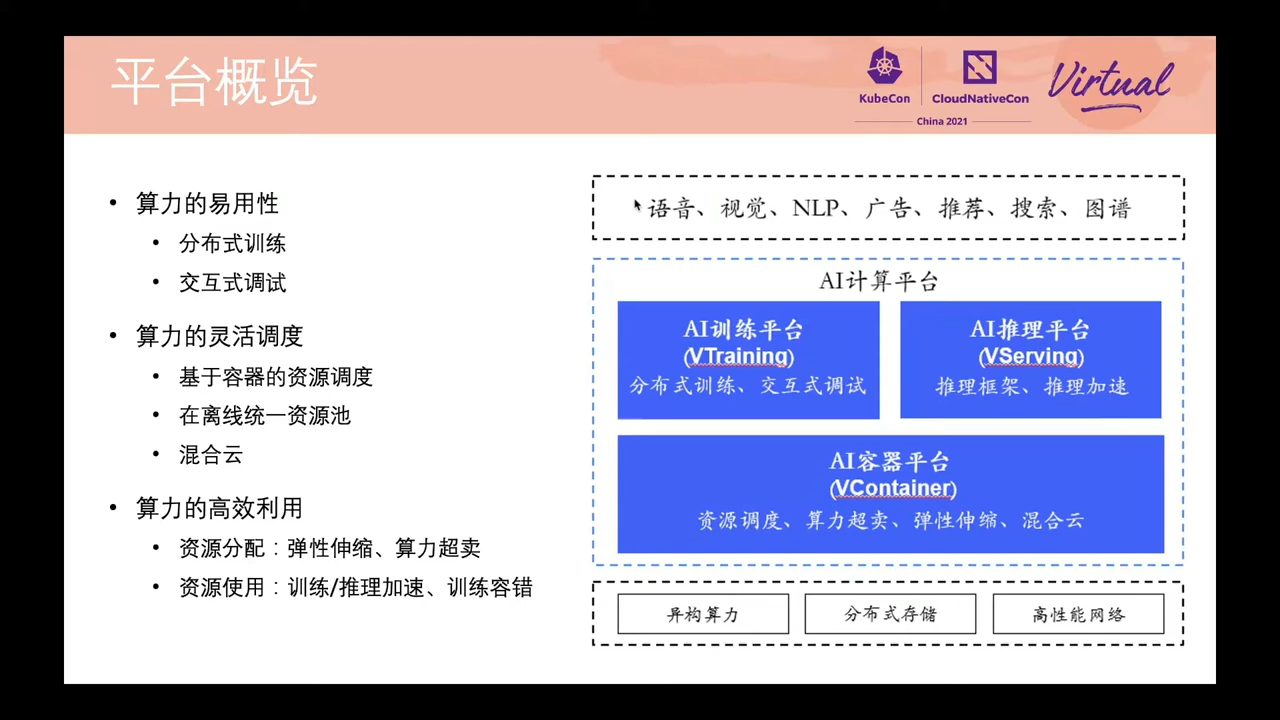 平台概览
KubeCon
CloudNativeCon
China 2021
Virtual
• 算力的易用性
• 分布式训练
• 交互式调试
• 算力的灵活调度
• 基于容器的资源调度
• 在离线统一资源池
• 混合云
• 算力的高效利用
• 资源分配：弹性伸缩、算力超卖
• 资源使用：训练/推理加速、训练容错
语音、视觉、NLP、广告、推荐、搜索、图谱
AI计算平台
AI训练平台
(VTraining)
分布式训练、交互式调试
AI推理平台
(VServing)
推理框架、推理加速
AI容器平台
(VContainer)
资源调度、算力超卖、弹性伸缩、混合云
异构算力
分布式存储
高性能网络